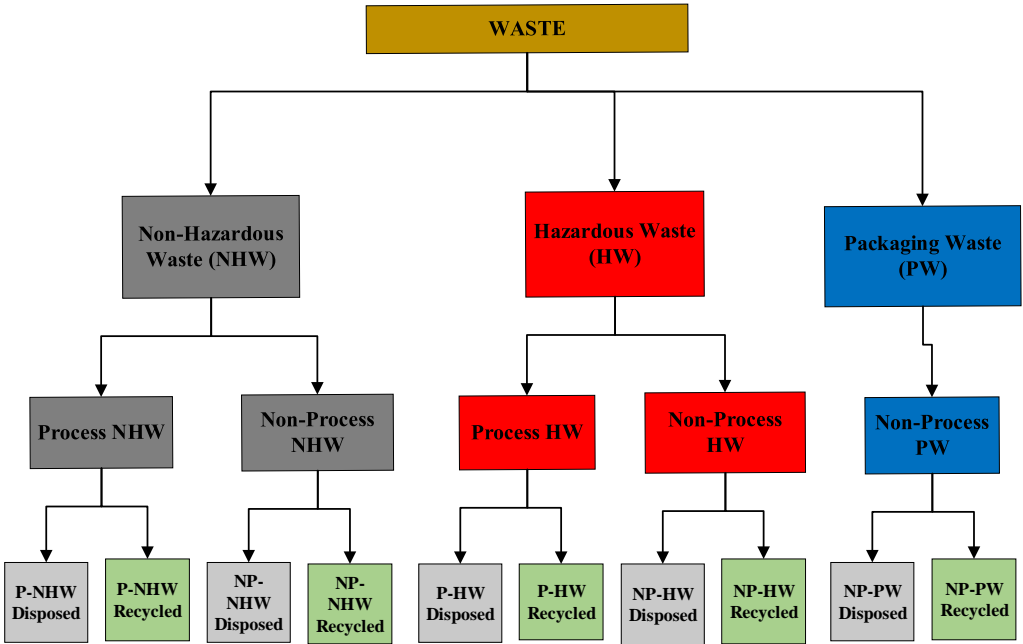 WASTE
Non-Hazardous
Waste (NHW)
Hazardous Waste
(HW)
Packaging Waste
(PW)
Process NHW
Non-Process
NHW
Process HW
Non-Process
HW
Non-Process
PW
P-NHW
Disposed
P-NHW
Recycled
NP-
NHW
Disposed
NP-
NHW
Recycled
P-HW
Disposed
P-HW
Recycled
NP-HW
Disposed
NP-HW
Recycled
NP-PW
Disposed
NP-PW
Recycled